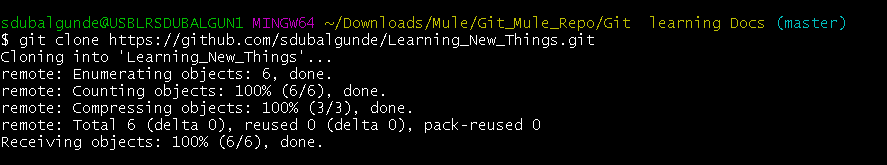 sdubalgunde@USBLRSDUBALGUN1 MINGW64 ~/Downloads/Mule/Git_Mule_Repo/Git  learning Docs (master)
$ git clone https://github.com/sdubalgunde/Learning_New_Things.git
Cloning into 'Learning_New_Things'...
remote: Enumerating objects: 6, done.
remote: Counting objects: 100% (6/6), done.
remote: Compressing objects: 100% (3/3), done.
remote: Total 6 (delta 0), reused 0 (delta 0), pack-reused 0
Receiving objects: 100% (6/6), done.